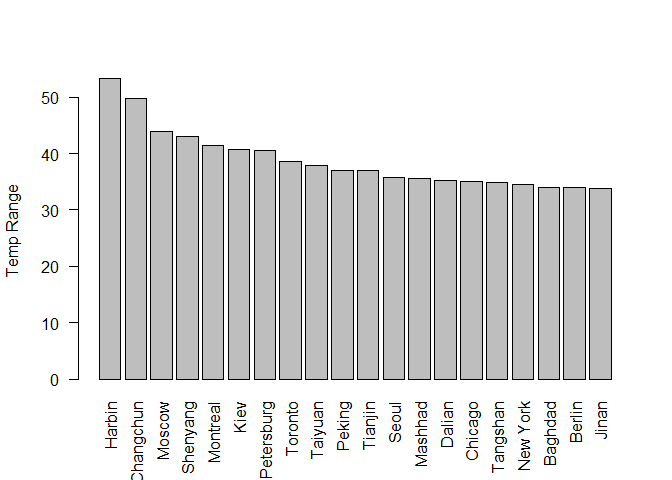 Temp Range
50
40
30
20
10
0
Harbin
Changchun
Moscow
Shenyang
Montreal
Kiev
Petersburg
Toronto
Taiyuan
Peking
Tianjin
Seoul
Mashhad
Dalian
Chicago
Tangshan
New York
Baghdad
Berlin
Jinan